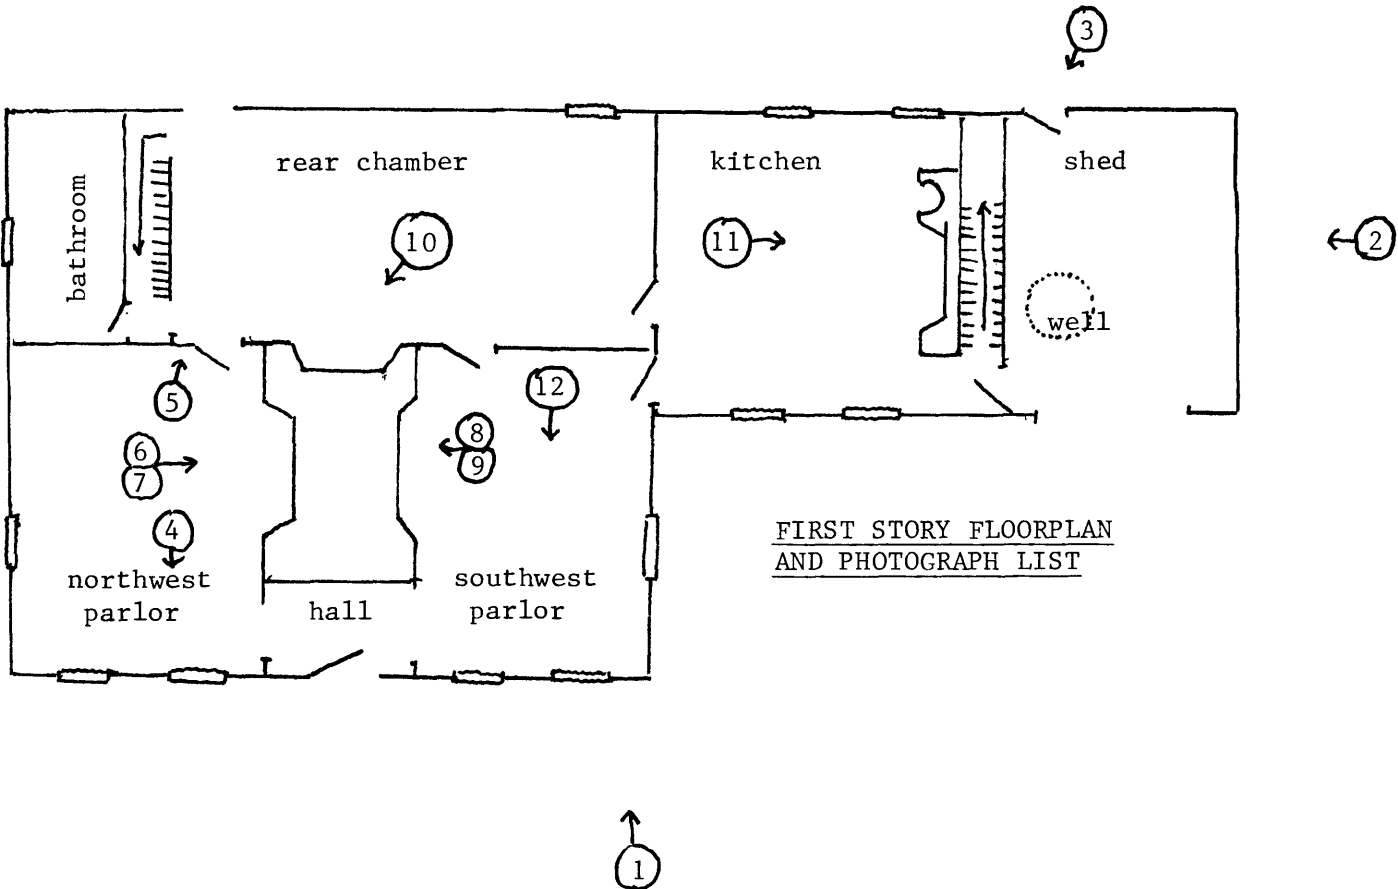 3
rear chamber
kitchen
shed
bathroom
10
11
2
well
5
12
6
7
8
9
4
FIRST STORY FLOORPLAN
AND PHOTOGRAPH LIST
northwest
parlor
hall
southwest
parlor
1